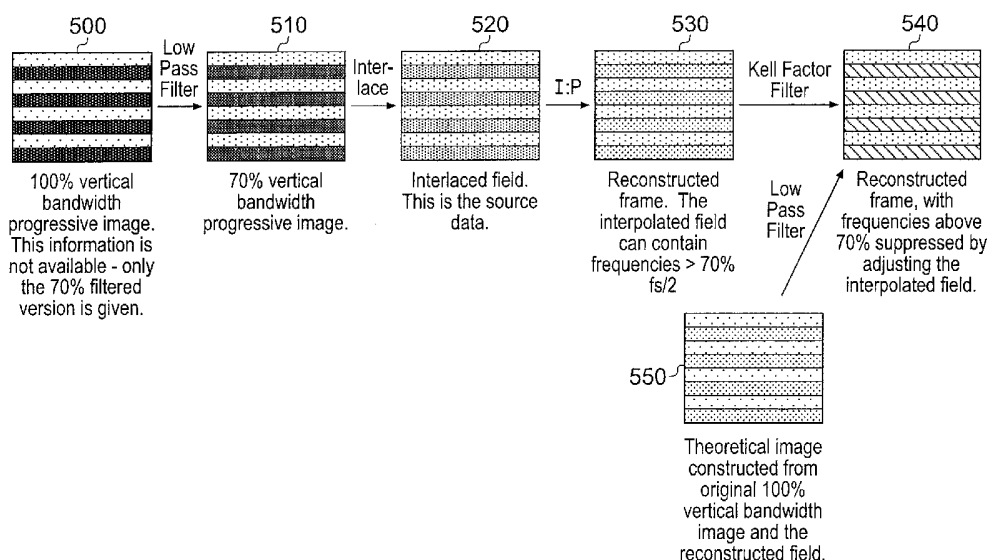 500
510
520
530
540
Low
Pass
Filter
Inter-
lace
I:P
Kell Factor
Filter
100% vertical
bandwidth
progressive image.
This information is
not available - only
the 70% filtered
version is given.
70% vertical
bandwidth
progressive image.
Interlaced field.
This is the source
data.
Reconstructed
frame. The
interpolated field
can contain
frequencies > 70%
fs/2
Low
Pass
Filter
Reconstructed
frame, with
frequencies above
70% suppressed by
adjusting the
interpolated field.
550
Theoretical image
constructed from
original 100%
vertical bandwidth
image and the
reconstructed field.